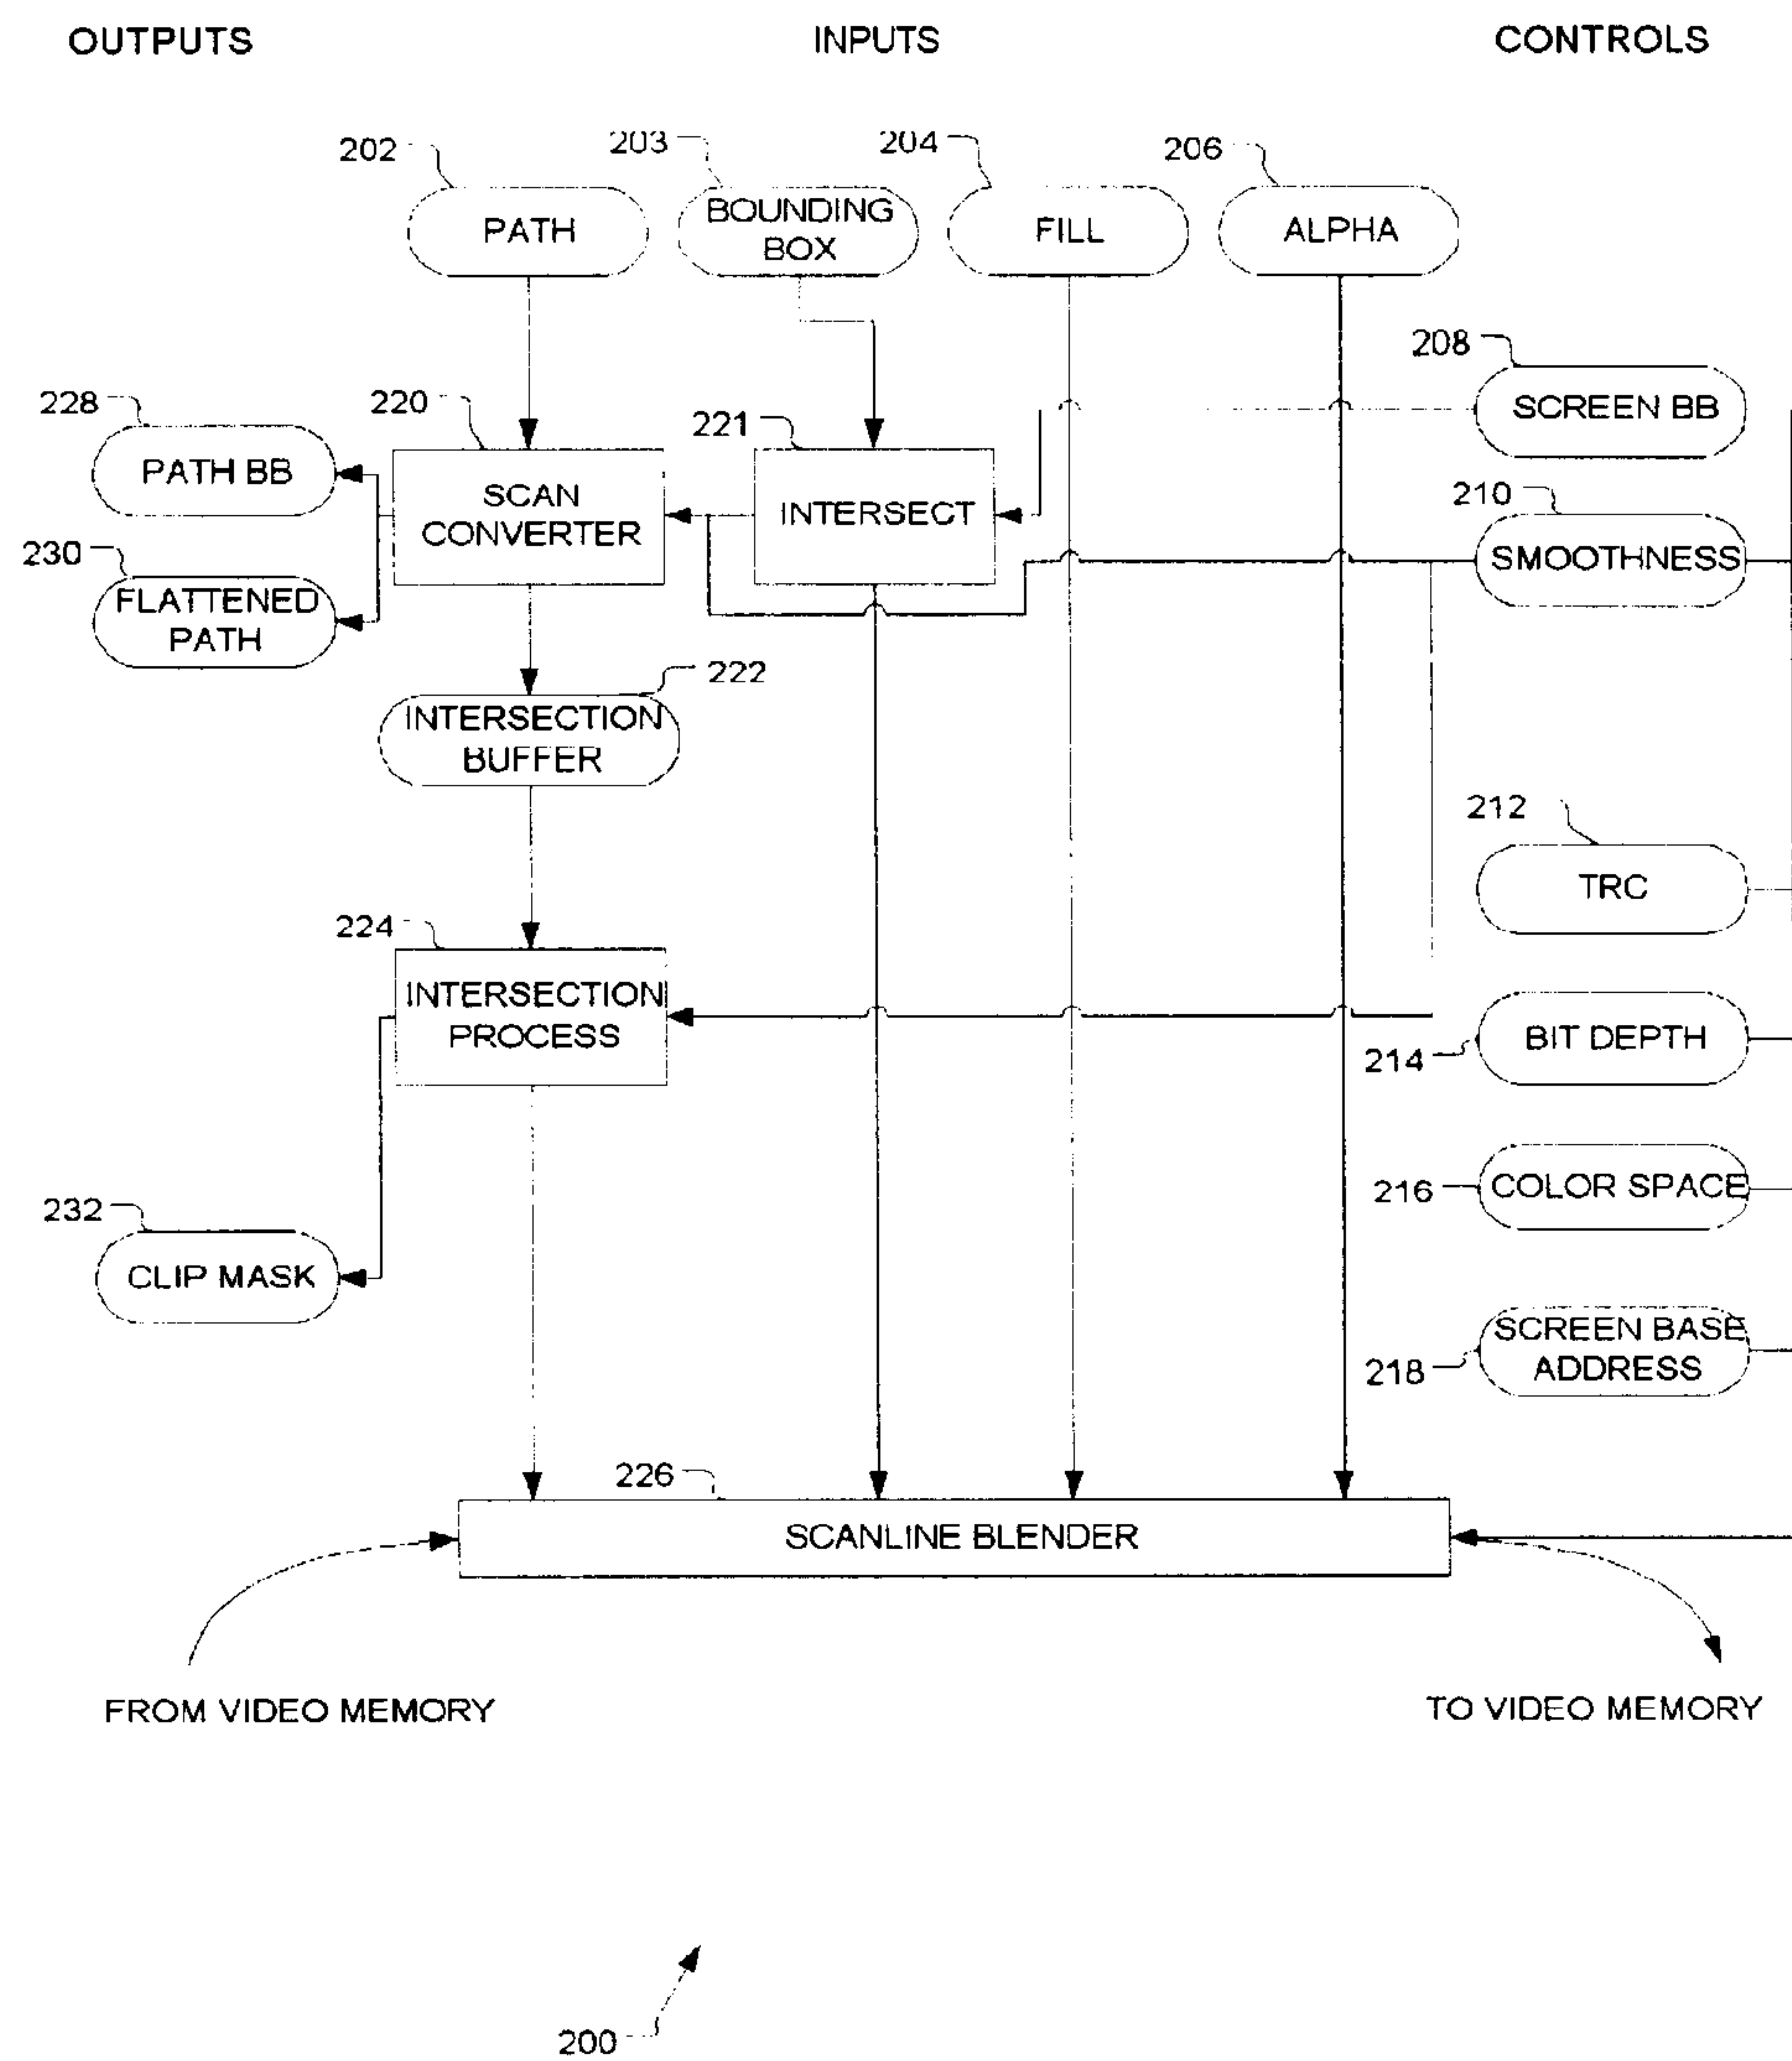 OUTPUTS
INPUTS
CONTROLS
202
203
204
206
PATH
BOUNDING
BOX
FILL
ALPHA
208
SCREEN BB
228
220
221
PATH BB
SCAN
CONVERTER
INTERSECT
210
SMOOTHNESS
230
FLATTENED
PATH
222
INTERSECTION
BUFFER
212
TRC
224
INTERSECTION
PROCESS
BIT DEPTH
214
216
COLOR SPACE
232
CLIP MASK
SCREEN BASE
ADDRESS
218
226
SCANLINE BLENDER
FROM VIDEO MEMORY
TO VIDEO MEMORY
200